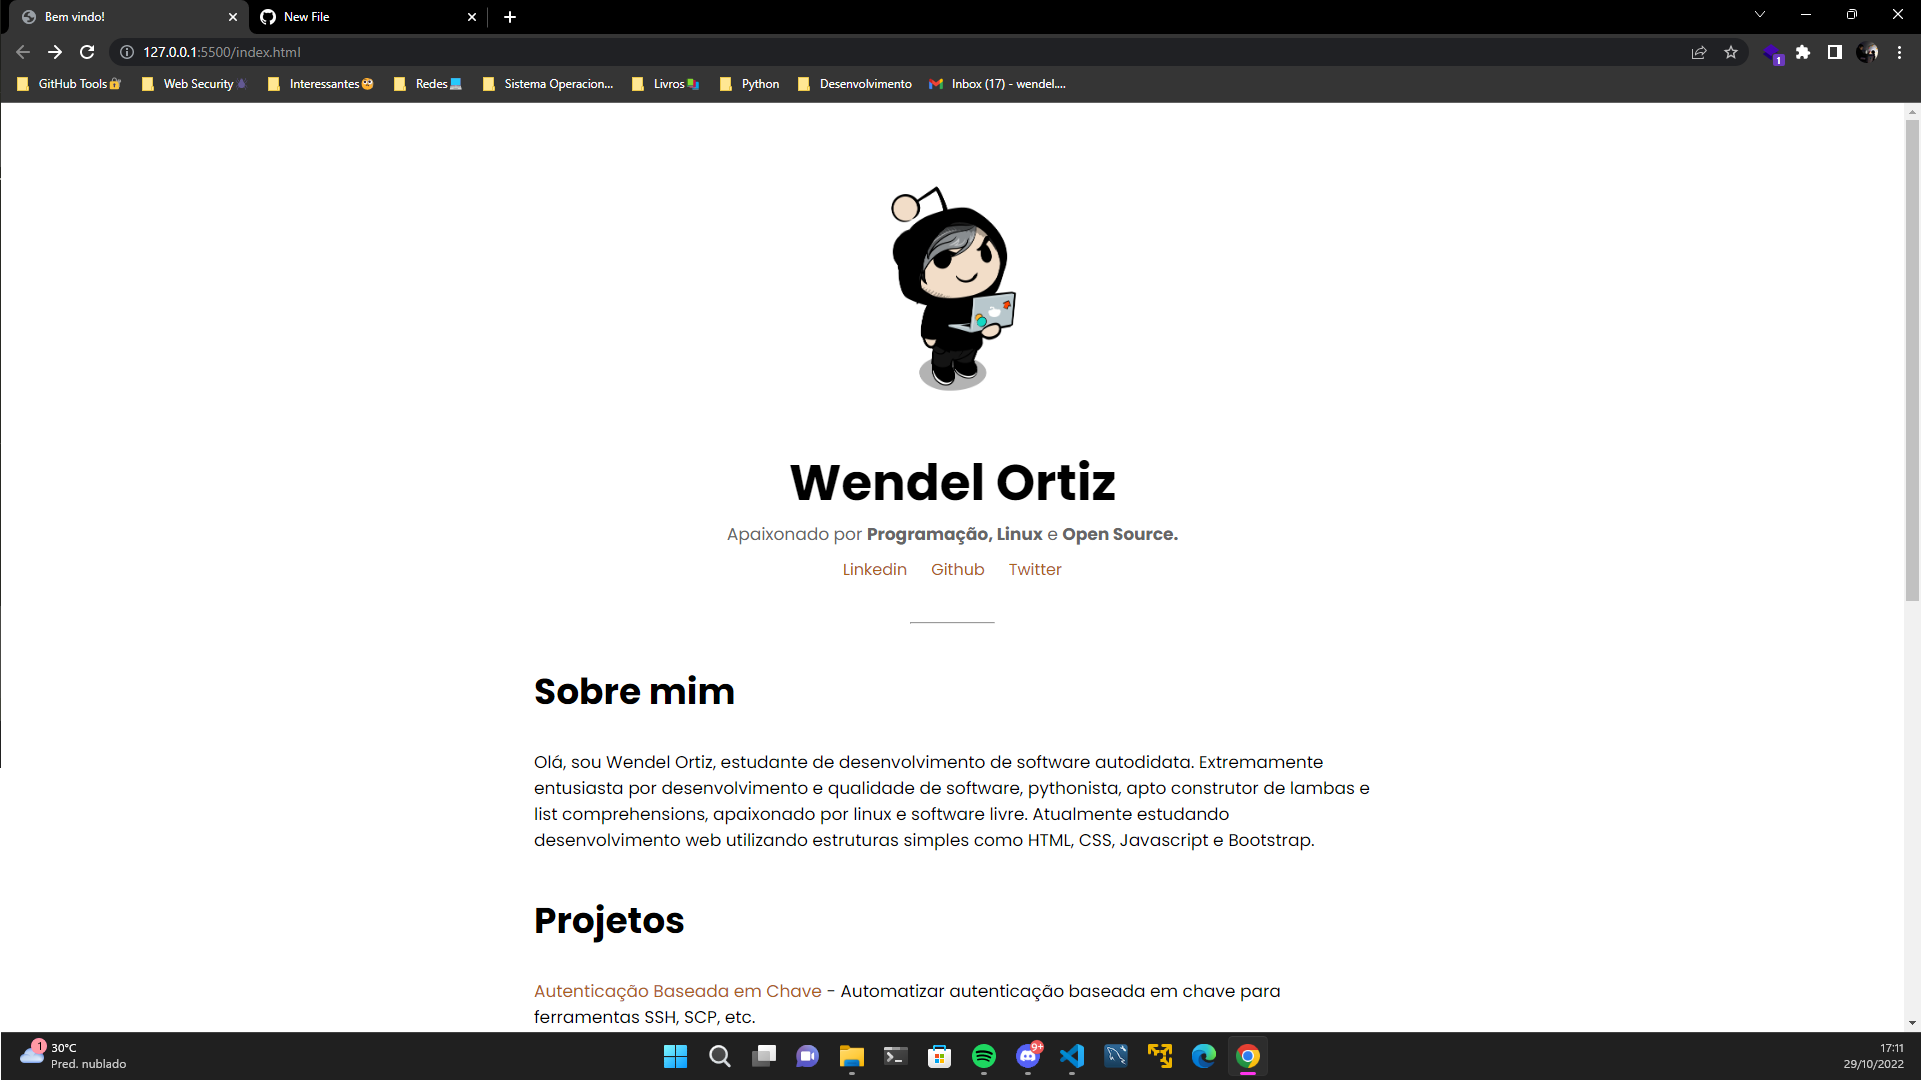 Bem vindo!
New File
127.0.0.1:5500/index.html
1
GitHub Tools
Web Security
Interessantes
Redes
Sistema Operacion...
Livros
Python
Desenvolvimento
Inbox (17) - wendel....
Wendel Ortiz
Apaixonado por Programação, Linux e Open Source.
Linkedin Github Twitter
Sobre mim
Olá, sou Wendel Ortiz, estudante de desenvolvimento de software autodidata. Extremamente
entusiasta por desenvolvimento e qualidade de software, pythonista, apto construtor de lambas e
list comprehensions, apaixonado por linux e software livre. Atualmente estudando
desenvolvimento web utilizando estruturas simples como HTML, CSS, Javascript e Bootstrap.
Projetos
Autenticação Baseada em Chave - Automatizar autenticação baseada em chave para
ferramentas SSH, SCP, etc.
1
30°C
Pred. nublado
9+
17:11
29/10/2022